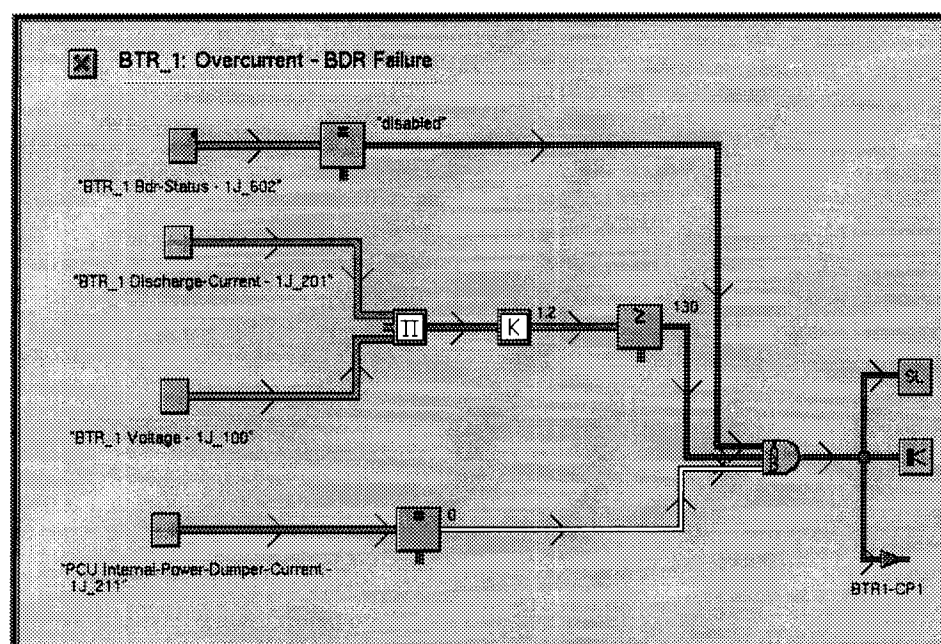 BTR_1: Overcurrent - BDR Failure
"disabled"
"BTR_1 Bdr-Status - 1J_602"
"BTR_1 Discharge-Current - 1J_201"
Π
K
1.2
130
"BTR_1 Voltage - 1J_100"
SL
0
"PCU Internal-Power-Dumper-Current -
1J_211"
BTR1-CP1